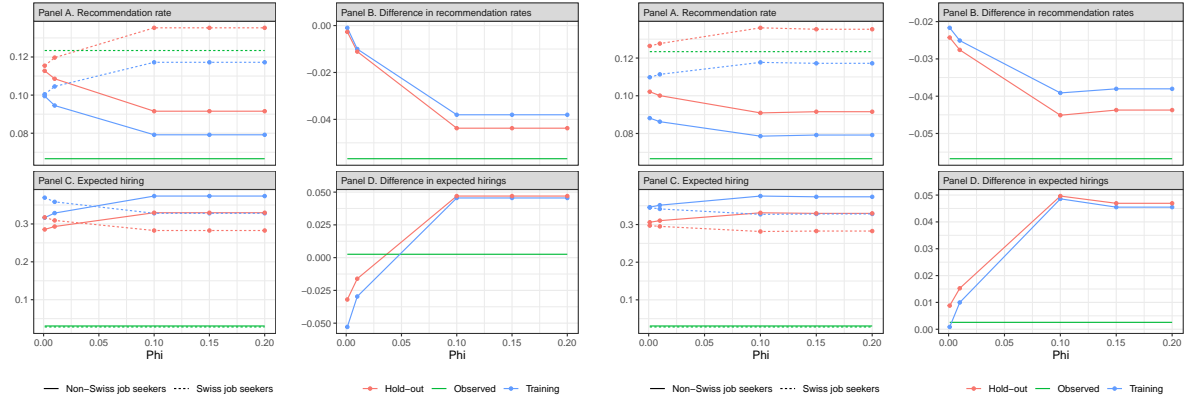 Panel A. Recommendation rate
0.12
0.10
0.08
Panel B. Difference in recommendation rates
0.00
−0.02
−0.04
Panel C. Expected hiring
0.3
0.2
0.1
0.00 0.05 0.10 0.15 0.20
Phi
Panel D. Difference in expected hirings
0.050
0.025
0.000
−0.025
−0.050
0.00 0.05 0.10 0.15 0.20
Phi
Non−Swiss job seekers Swiss job seekers
Hold−out Observed Training
Panel A. Recommendation rate
0.12
0.10
0.08
Panel B. Difference in recommendation rates
−0.02
−0.03
−0.04
−0.05
Panel C. Expected hiring
0.3
0.2
0.1
0.00 0.05 0.10 0.15 0.20
Phi
Panel D. Difference in expected hirings
0.05
0.04
0.03
0.02
0.01
0.00
0.00 0.05 0.10 0.15 0.20
Phi
Non−Swiss job seekers Swiss job seekers
Hold−out Observed Training